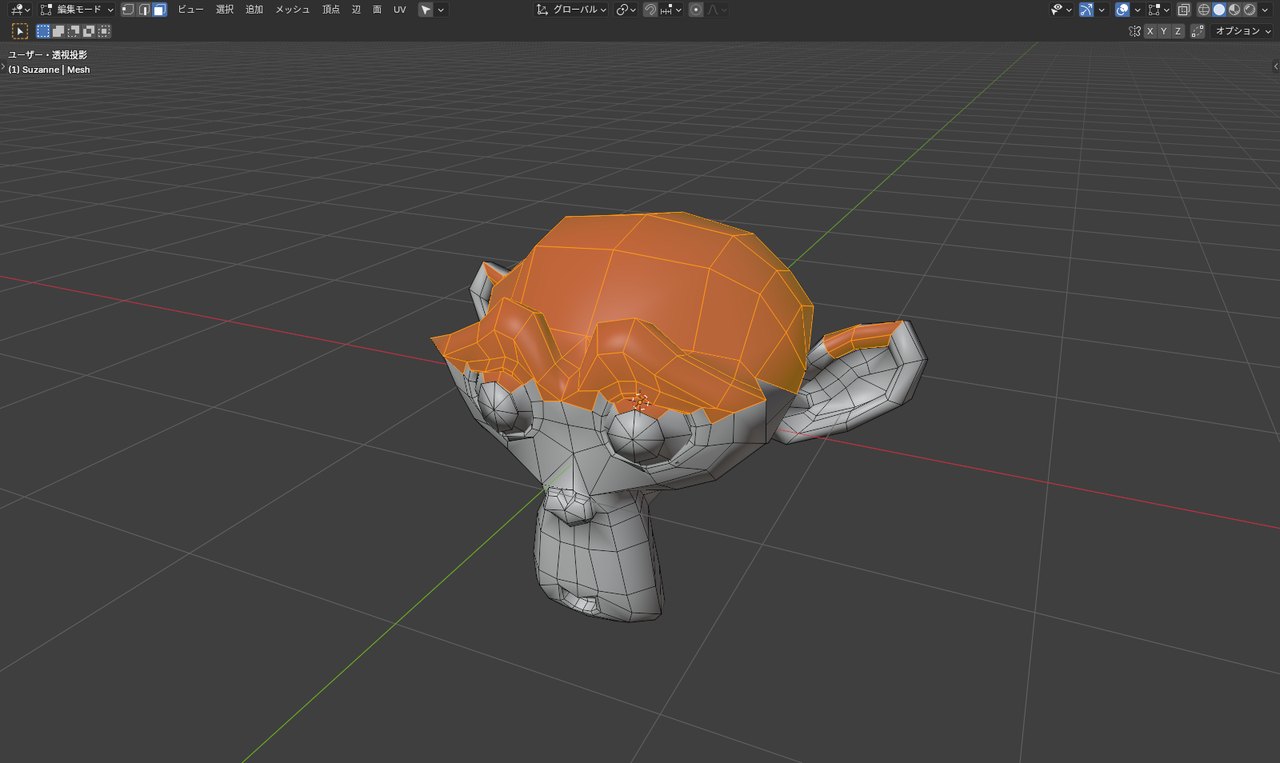 編集モード ビュー 選択 追加 メッシュ 頂点 辺 面 UV グローバル
X Y Z オプション
ユーザー・透視投影
(1) Suzanne | Mesh